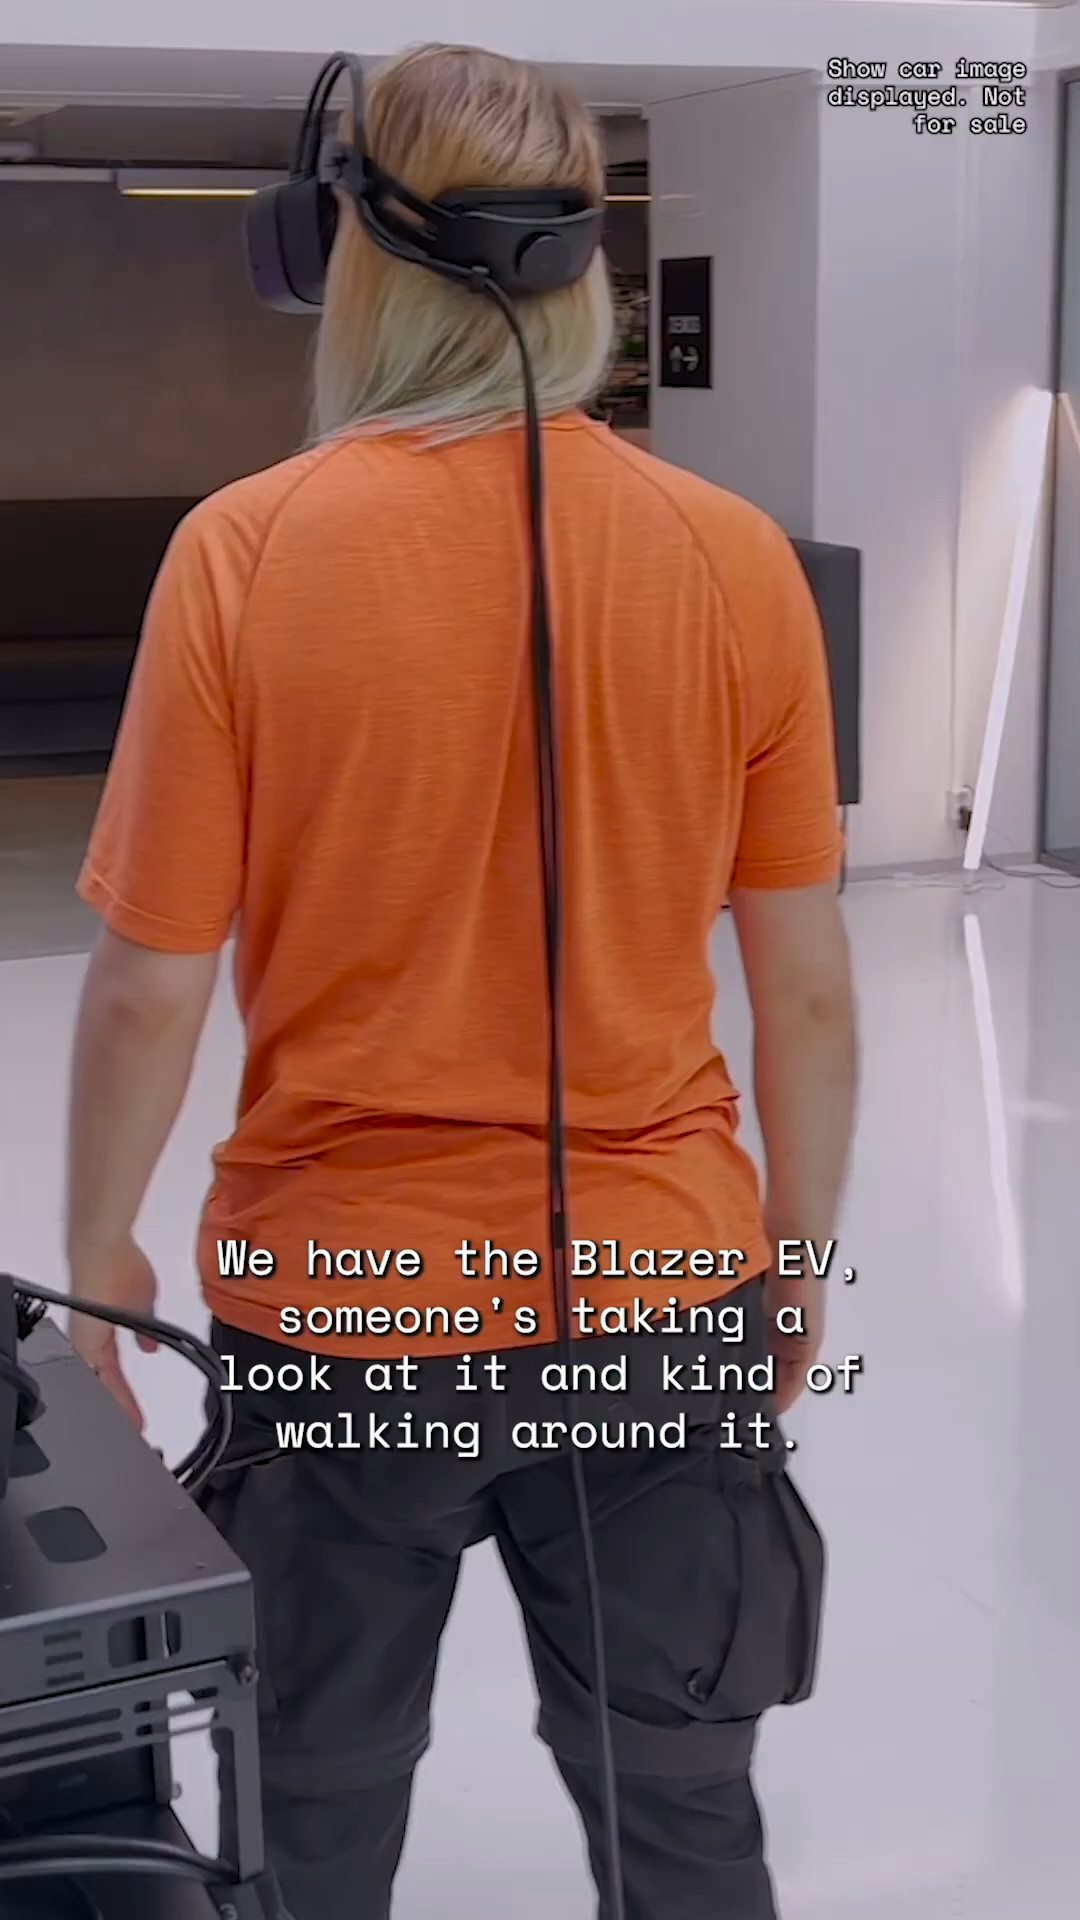 Show car image
displayed. Not
for sale
We have the Blazer EV,
someone's taking a
look at it and kind of
walking around it.